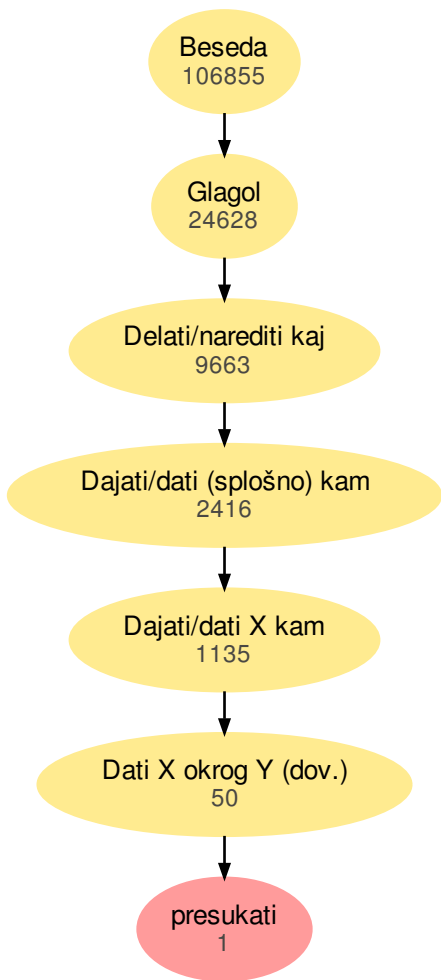 Beseda
106855
Glagol
24628
Delati/narediti kaj
9663
Dajati/dati (splošno) kam
2416
Dajati/dati X kam
1135
Dati X okrog Y (dov.)
50
presukati
1